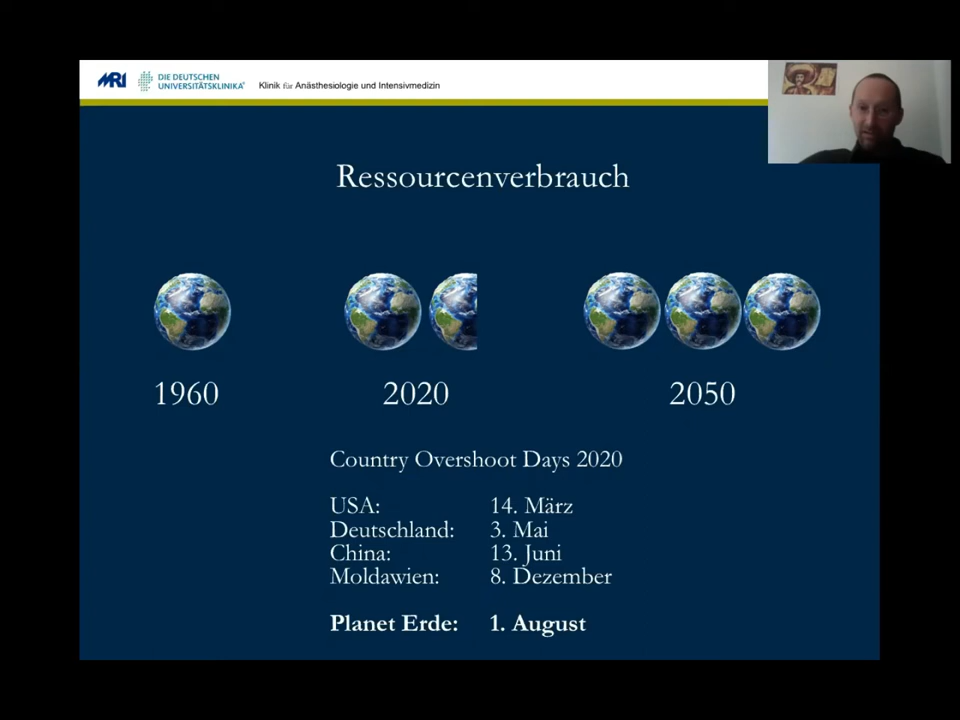 MRI
DIE DEUTSCHEN
UNIVERSITÄTSKLINIKA®
Klinik für Anästhesiologie und Intensivmedizin
Ressourcenverbrauch
1960
2020
2050
Country Overshoot Days 2020
USA: 14. März
Deutschland: 3. Mai
China: 13. Juni
Moldawien: 8. Dezember
Planet Erde: 1. August